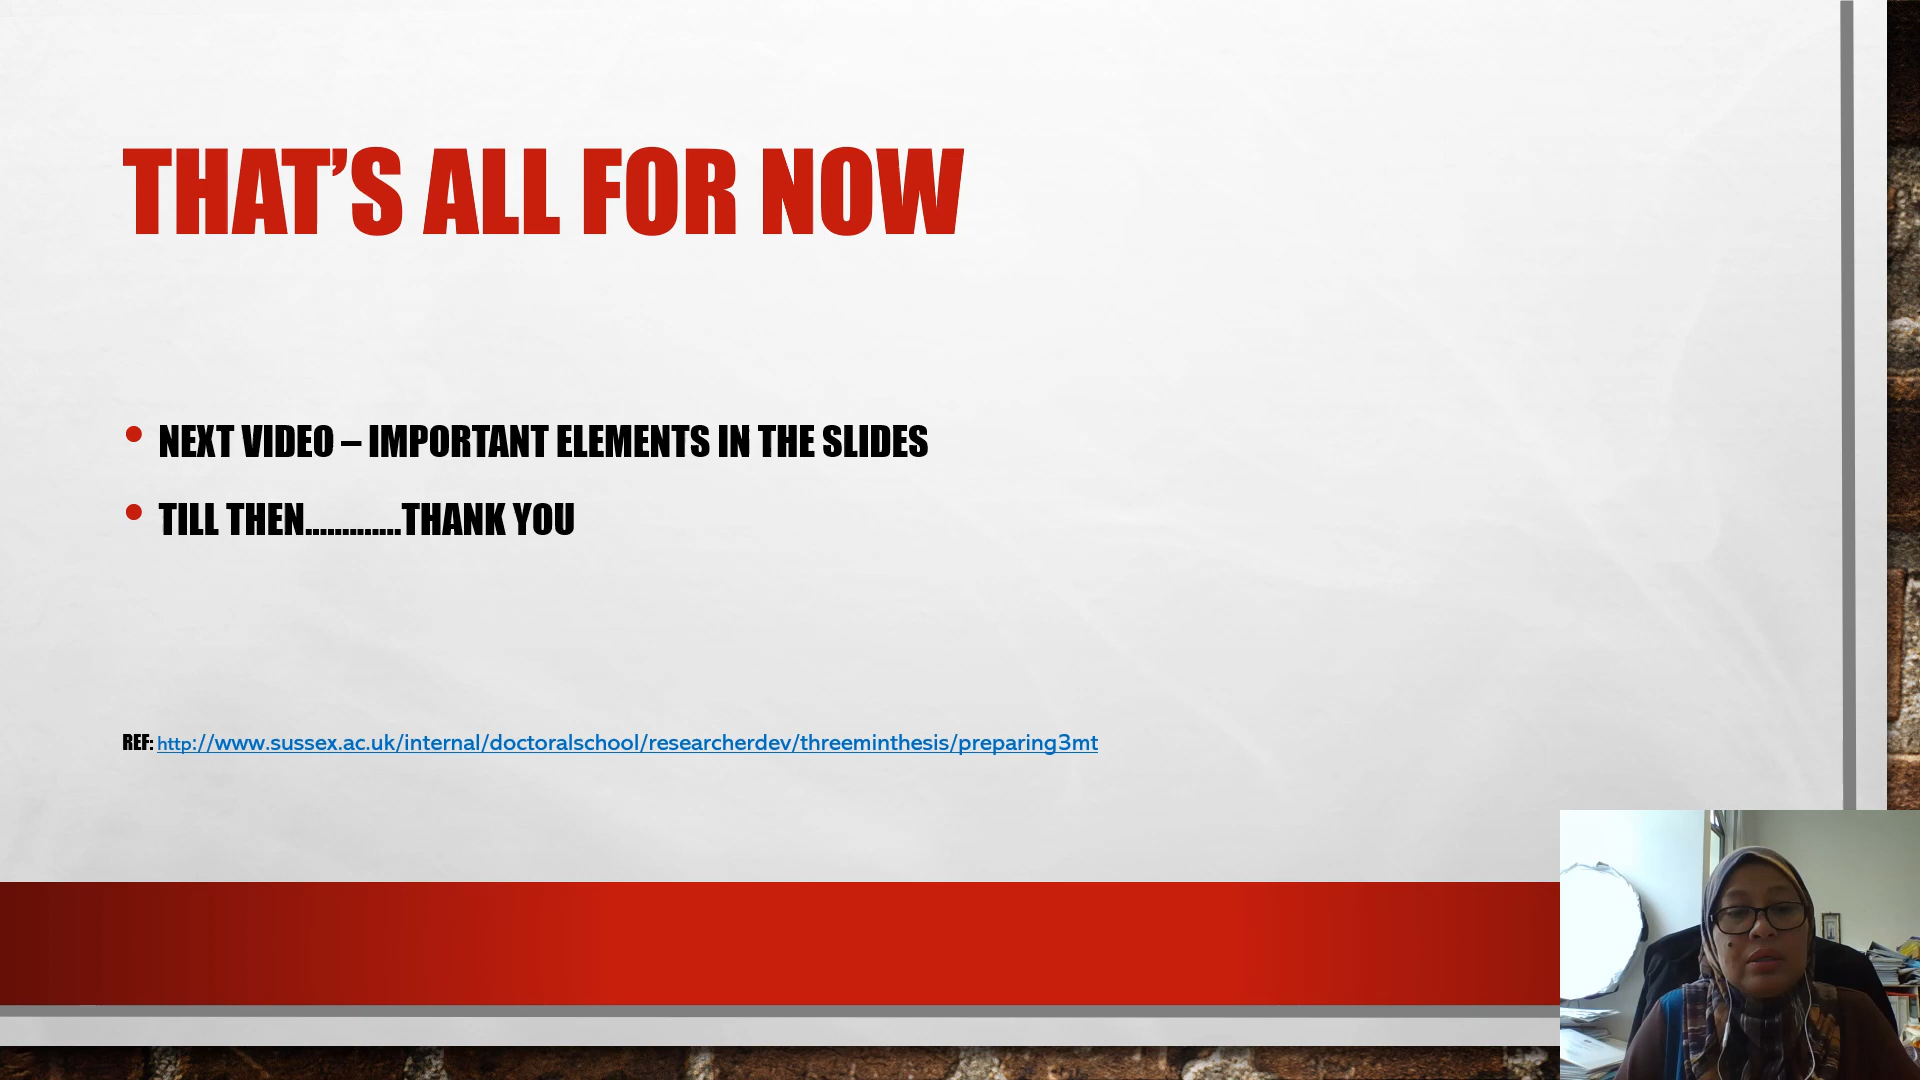 THAT’S ALL FOR NOW
• NEXT VIDEO – IMPORTANT ELEMENTS IN THE SLIDES
• TILL THEN.............THANK YOU
REF: http://www.sussex.ac.uk/internal/doctoralschool/researcherdev/threeminthesis/preparing3mt